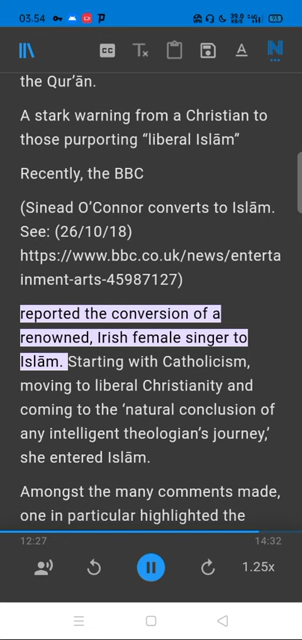 03.54
CC
T
A
N
the Qur’ān.
A stark warning from a Christian to
those purporting “liberal Islām”
Recently, the BBC
(Sinead O’Connor converts to Islām.
See: (26/10/18)
https://www.bbc.co.uk/news/enterta
inment-arts-45987127)
reported the conversion of a
renowned, Irish female singer to
Islām. Starting with Catholicism,
moving to liberal Christianity and
coming to the ‘natural conclusion of
any intelligent theologian’s journey,’
she entered Islām.
Amongst the many comments made,
one in particular highlighted the
12:27
14:32
1.25x